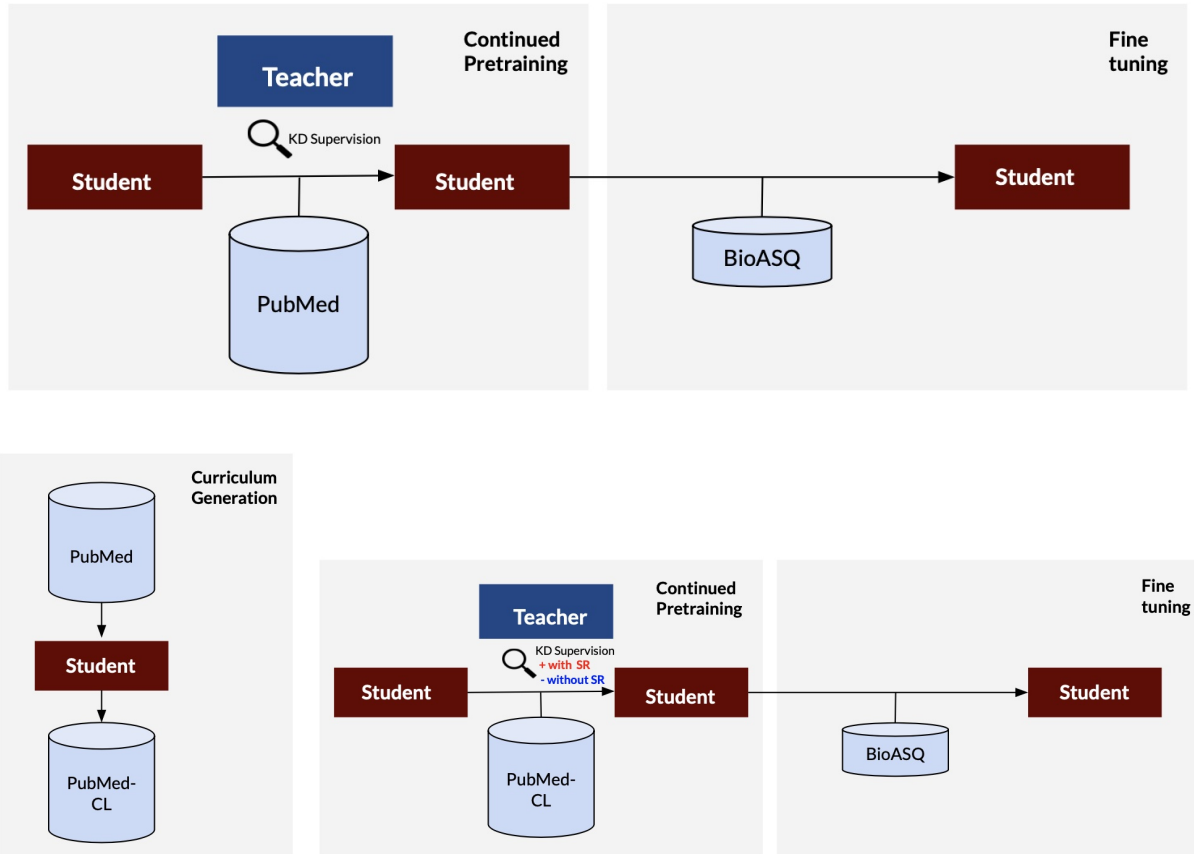 Continued
Pretraining
Teacher
KD Supervision
Student
Student
PubMed
Fine
tuning
BioASQ
Student
Curriculum
Generation
PubMed
Student
PubMed-
CL
Continued
Pretraining
Teacher
KD Supervision
+ with SR
- without SR
Student
Student
PubMed-
CL
Fine
tuning
BioASQ
Student